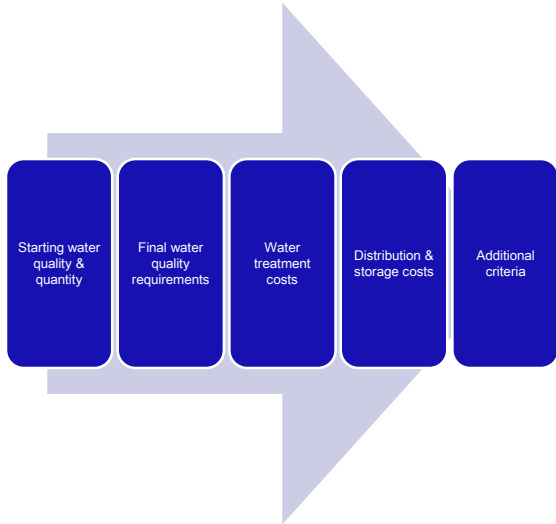 Starting water
quality &
quantity
Final water
quality
requirements
Water
treatment
costs
Distribution &
storage costs
Additional
criteria